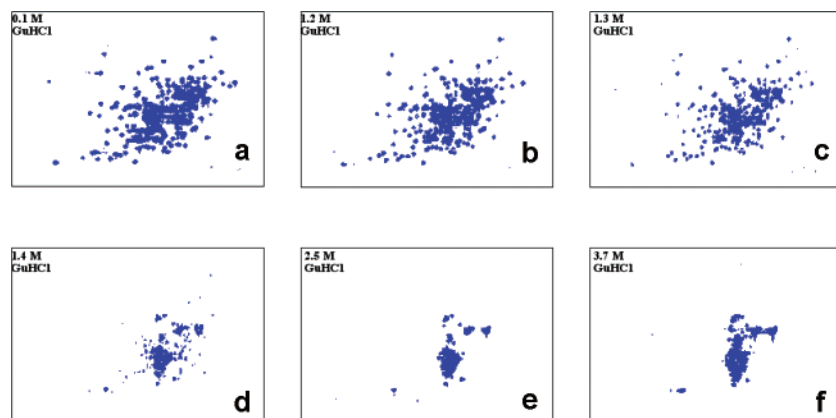 0.1 M
GuHCl
a
1.2 M
GuHCl
b
1.3 M
GuHCl
c
1.4 M
GuHCl
d
2.5 M
GuHCl
e
3.7 M
GuHCl
f